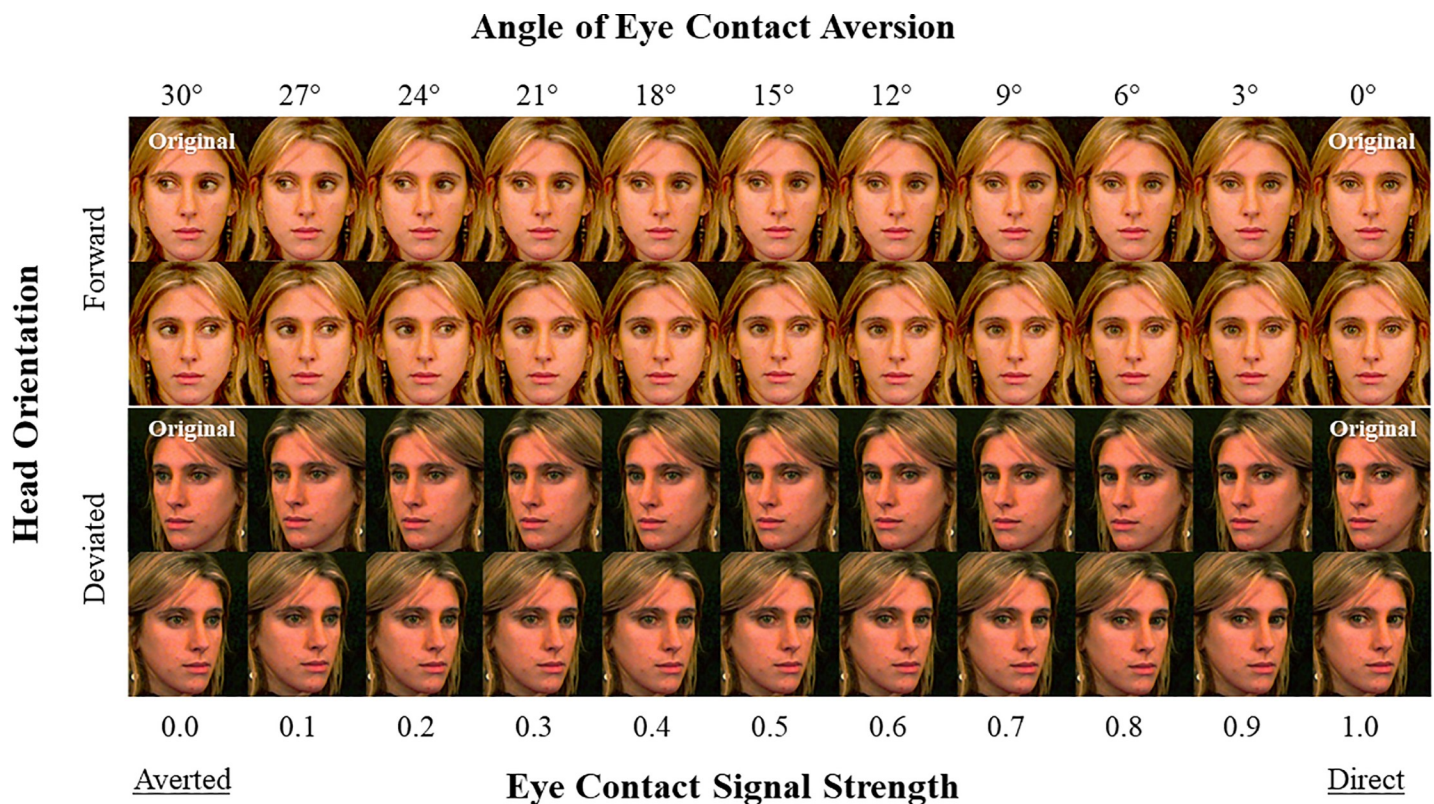 Angle of Eye Contact Aversion
30° 27° 24° 21° 18° 15° 12° 9° 6° 3° 0°
Original Original
Head Orientation
Forward
Original Original
Deviated
0.0 0.1 0.2 0.3 0.4 0.5 0.6 0.7 0.8 0.9 1.0
Averted Eye Contact Signal Strength Direct